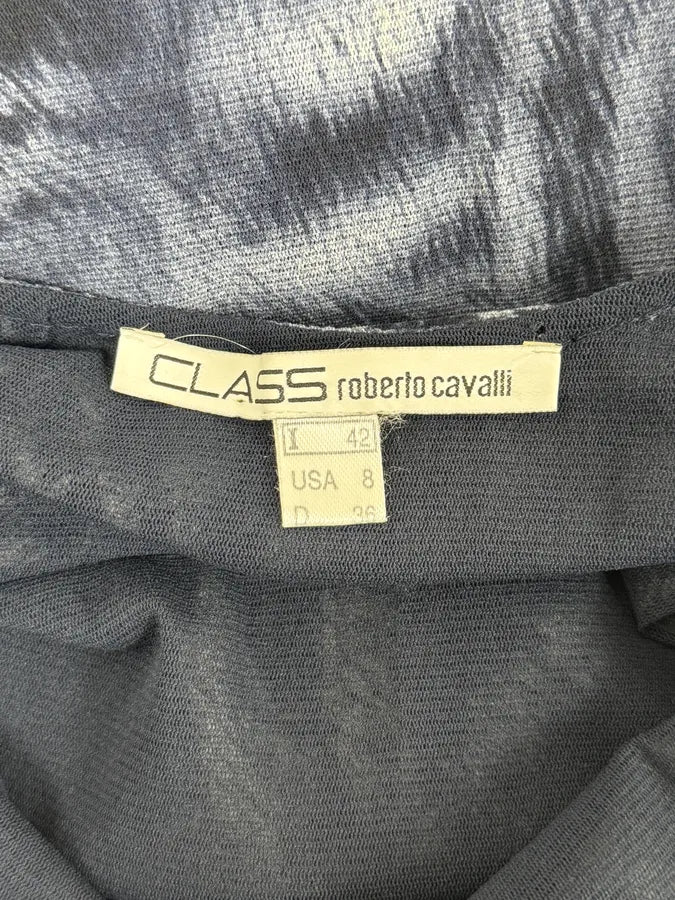 CLASS roberto cavalli
I 42
USA 8
D 36